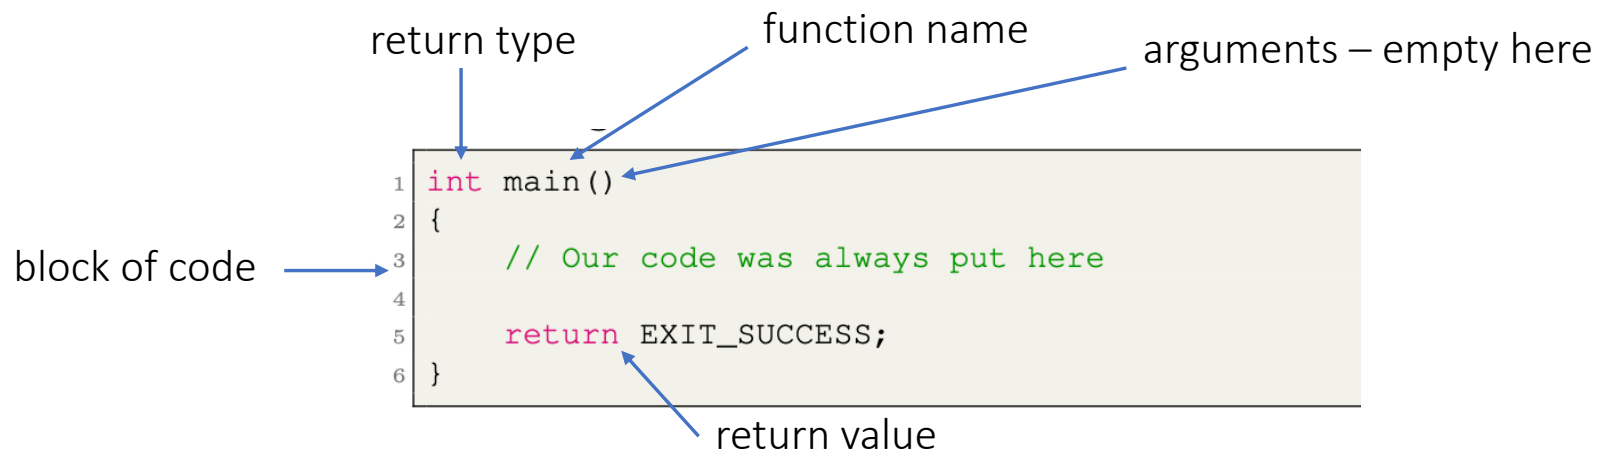 return type
function name
arguments – empty here
block of code
1 int main()
2 {
3 // Our code was always put here
4
5 return EXIT_SUCCESS;
6 }
return value